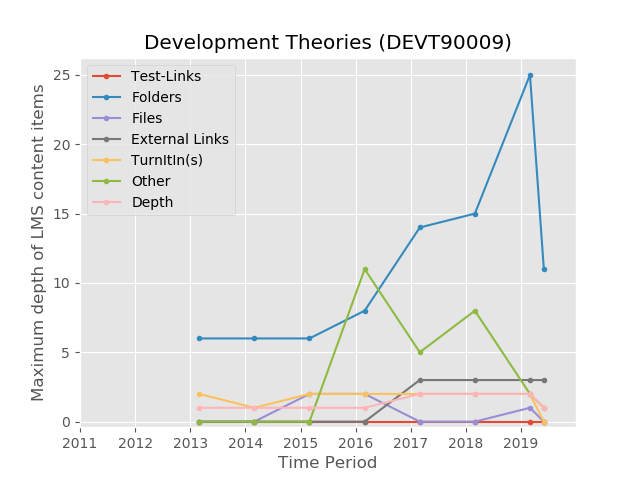 Development Theories (DEVT90009)
Maximum depth of LMS content items
25
20
15
10
5
0
Test-Links
Folders
Files
External Links
TurnItIn(s)
Other
Depth
2011 2012 2013 2014 2015 2016 2017 2018 2019
Time Period